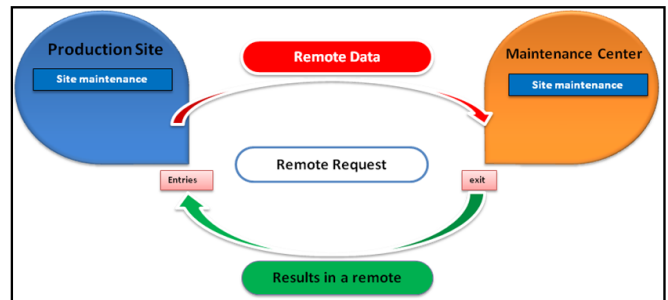 Production Site
Site maintenance
Remote Data
Maintenance Center
Site maintenance
Remote Request
Entries
exit
Results in a remote